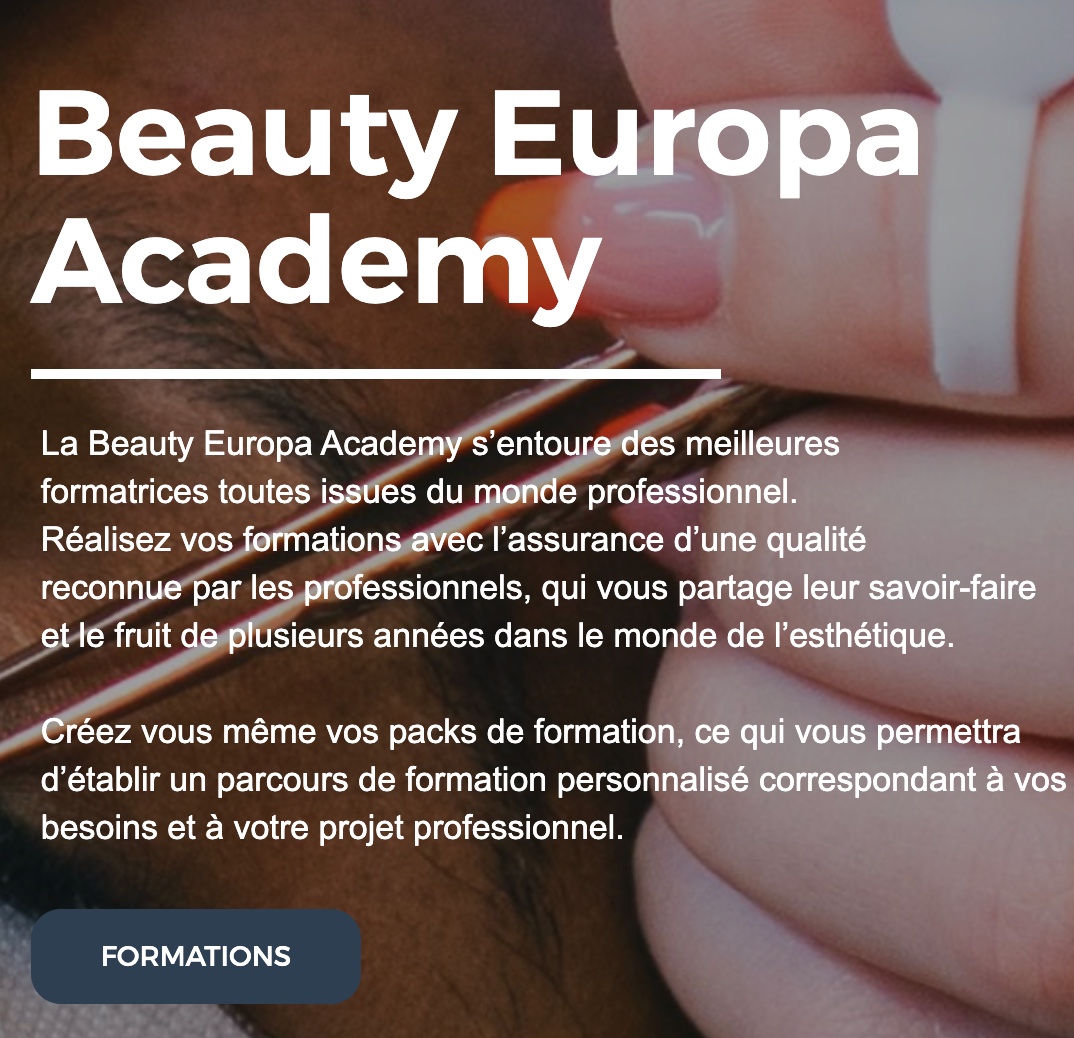 Beauty Europa
Academy
La Beauty Europa Academy s’entoure des meilleures
formatrices toutes issues du monde professionnel.
Réalisez vos formations avec l’assurance d’une qualité
reconnue par les professionnels, qui vous partage leur savoir-faire
et le fruit de plusieurs années dans le monde de l’esthétique.
Créez vous même vos packs de formation, ce qui vous permettra
d’établir un parcours de formation personnalisé correspondant à vos
besoins et à votre projet professionnel.
FORMATIONS